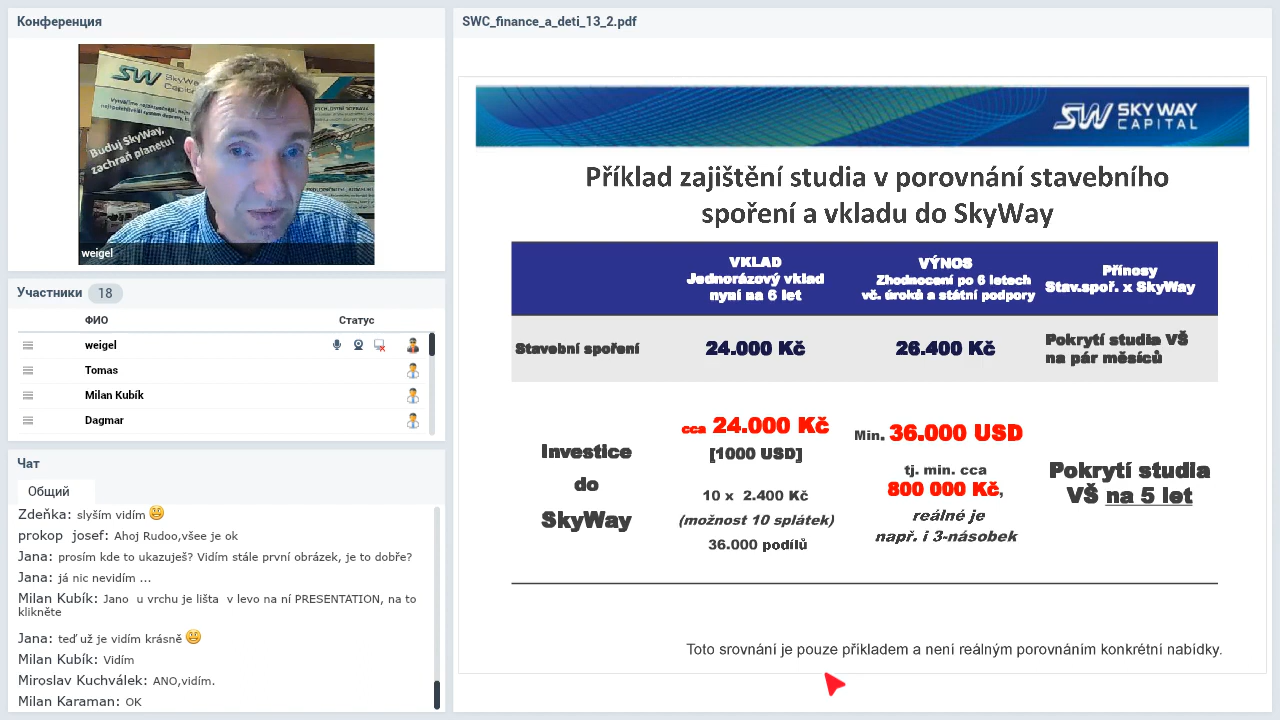 Конференция
SW SkyWay
Capital
Buduj SkyWay,
zachraň planetu!
weigel
Участники 18
ФИО Статус
weigel
Tomas
Milan Kubík
Dagmar
Чат
Общий
Zdeňka: slyším vidím
prokop josef: Ahoj Rudoo,všee je ok
Jana: prosím kde to ukazuješ? Vidím stále první obrázek, je to dobře?
Jana: já nic nevidím ...
Milan Kubík: Jano u vrchu je lišta v levo na ní PRESENTATION, na to
klikněte
Jana: teď už je vidím krásně
Milan Kubík: Vidím
Miroslav Kuchválek: ANO,vidím.
Milan Karaman: OK
SWC_finance_a_deti_13_2.pdf
SW SKY WAY
CAPITAL
Příklad zajištění studia v porovnání stavebního
spoření a vkladu do SkyWay
VKLAD
Jednorázový vklad
nyní na 6 let
VÝNOS
Zhodnocení po 6 letech
vč. úroků a státní podpory
Přínosy
Stav.spoř. x SkyWay
Stavební spoření
24.000 Kč
26.400 Kč
Pokrytí studia VŠ
na pár měsíců
Investice
do
SkyWay
cca 24.000 Kč
[1000 USD]
10 x 2.400 Kč
(možnost 10 splátek)
36.000 podílů
Min. 36.000 USD
tj. min. cca
800 000 Kč,
reálné je
např. i 3-násobek
Pokrytí studia
VŠ na 5 let
Toto srovnání je pouze příkladem a není reálným porovnáním konkrétní nabídky.